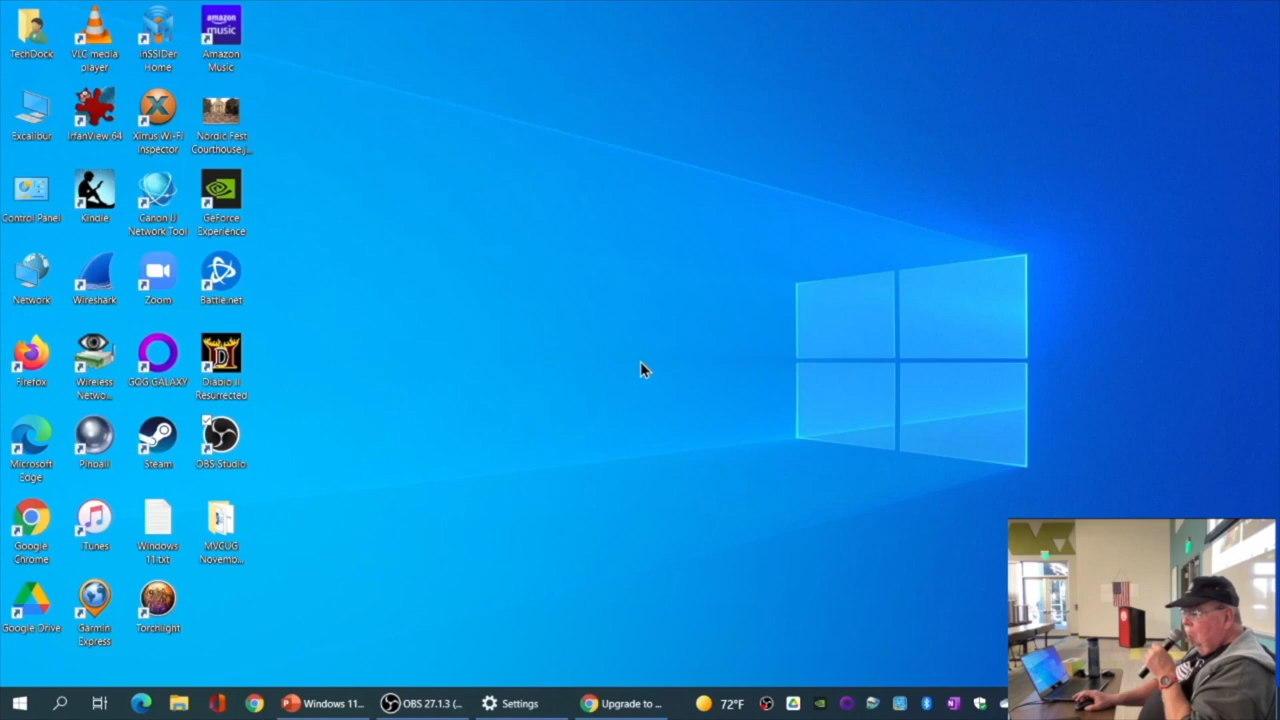 TechDock
VLC media
player
inSSIDer
Home
amazon
music
Amazon
Music
Excalibur
IrfanView 64
Xirrus Wi-Fi
Inspector
Nordic Fest
Courthouse.j...
Control Panel
Kindle
Canon IJ
Network Tool
GeForce
Experience
Network
Wireshark
Zoom
Battle.net
Firefox
Wireless
Netwo...
GOG GALAXY
Diablo II
Resurrected
Microsoft
Edge
Pinball
Steam
OBS Studio
Google
Chrome
iTunes
Windows
11.txt
MVCUG
Novemb...
Google Drive
Garmin
Express
Torchlight
Windows 11...
OBS 27.1.3 (...
Settings
Upgrade to ...
72°F